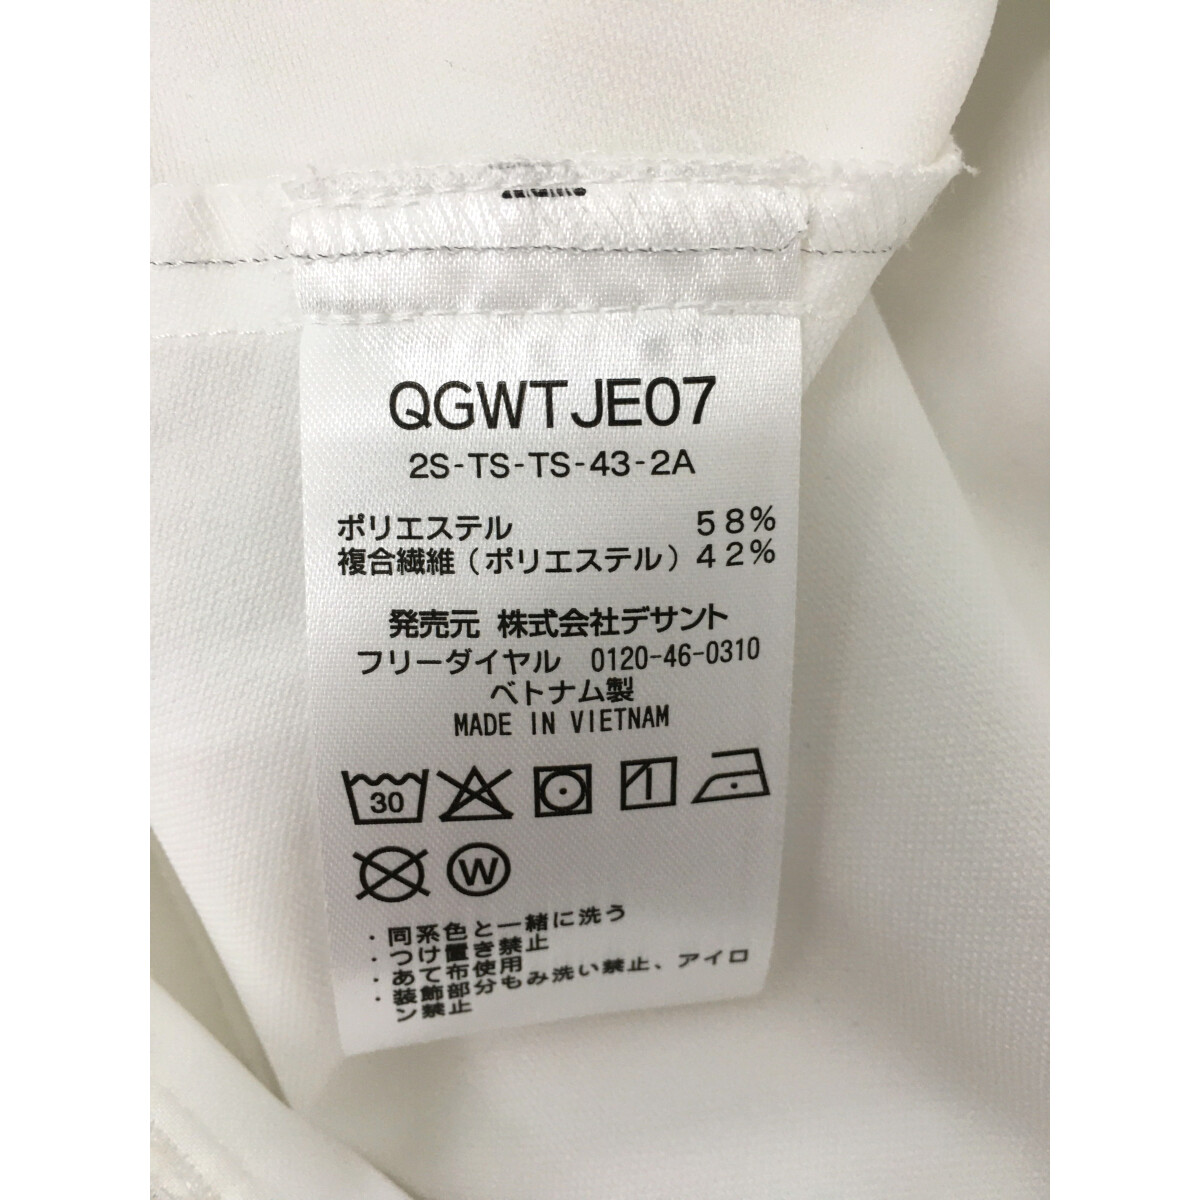 QGWTJE07
2S-TS-TS-43-2A
ポリエステル 58%
複合繊維(ポリエステル) 42%
発売元 株式会社デサント
フリーダイヤル 0120-46-0310
ベトナム製
MADE IN VIETNAM
30
W
・同系色と一緒に洗う
・つけ置き禁止
・あて布使用
・装飾部分もみ洗い禁止、アイロ
ン禁止